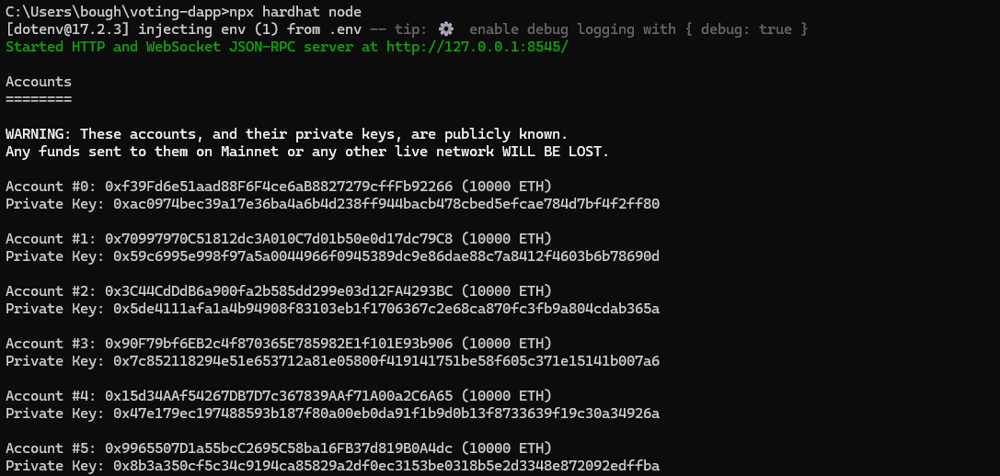 C:\Users\bough\voting-dapp>npx hardhat node
[dotenv@17.2.3] injecting env (1) from .env -- tip: ⚙️ enable debug logging with { debug: true }
Started HTTP and WebSocket JSON-RPC server at http://127.0.0.1:8545/
Accounts
========
WARNING: These accounts, and their private keys, are publicly known.
Any funds sent to them on Mainnet or any other live network WILL BE LOST.
Account #0: 0xf39Fd6e51aad88F6F4ce6aB8827279cffFb92266 (10000 ETH)
Private Key: 0xac0974bec39a17e36ba4a6b4d238ff944bacb478cbed5efcae784d7bf4f2ff80
Account #1: 0x70997970C51812dc3A010C7d01b50e0d17dc79C8 (10000 ETH)
Private Key: 0x59c6995e998f97a5a0044966f0945389dc9e86dae88c7a8412f4603b6b78690d
Account #2: 0x3C44CdDdB6a900fa2b585dd299e03d12FA4293BC (10000 ETH)
Private Key: 0x5de4111afa1a4b94908f83103eb1f1706367c2e68ca870fc3fb9a804cdab365a
Account #3: 0x90F79bf6EB2c4f870365E785982E1f101E93b906 (10000 ETH)
Private Key: 0x7c852118294e51e653712a81e05800f419141751be58f605c371e15141b007a6
Account #4: 0x15d34AAf54267DB7D7c367839AAf71A00a2C6A65 (10000 ETH)
Private Key: 0x47e179ec197488593b187f80a00eb0da91f1b9d0b13f8733639f19c30a34926a
Account #5: 0x9965507D1a55bcC2695C58ba16FB37d819B0A4dc (10000 ETH)
Private Key: 0x8b3a350cf5c34c9194ca85829a2df0ec3153be0318b5e2d3348e872092edffba